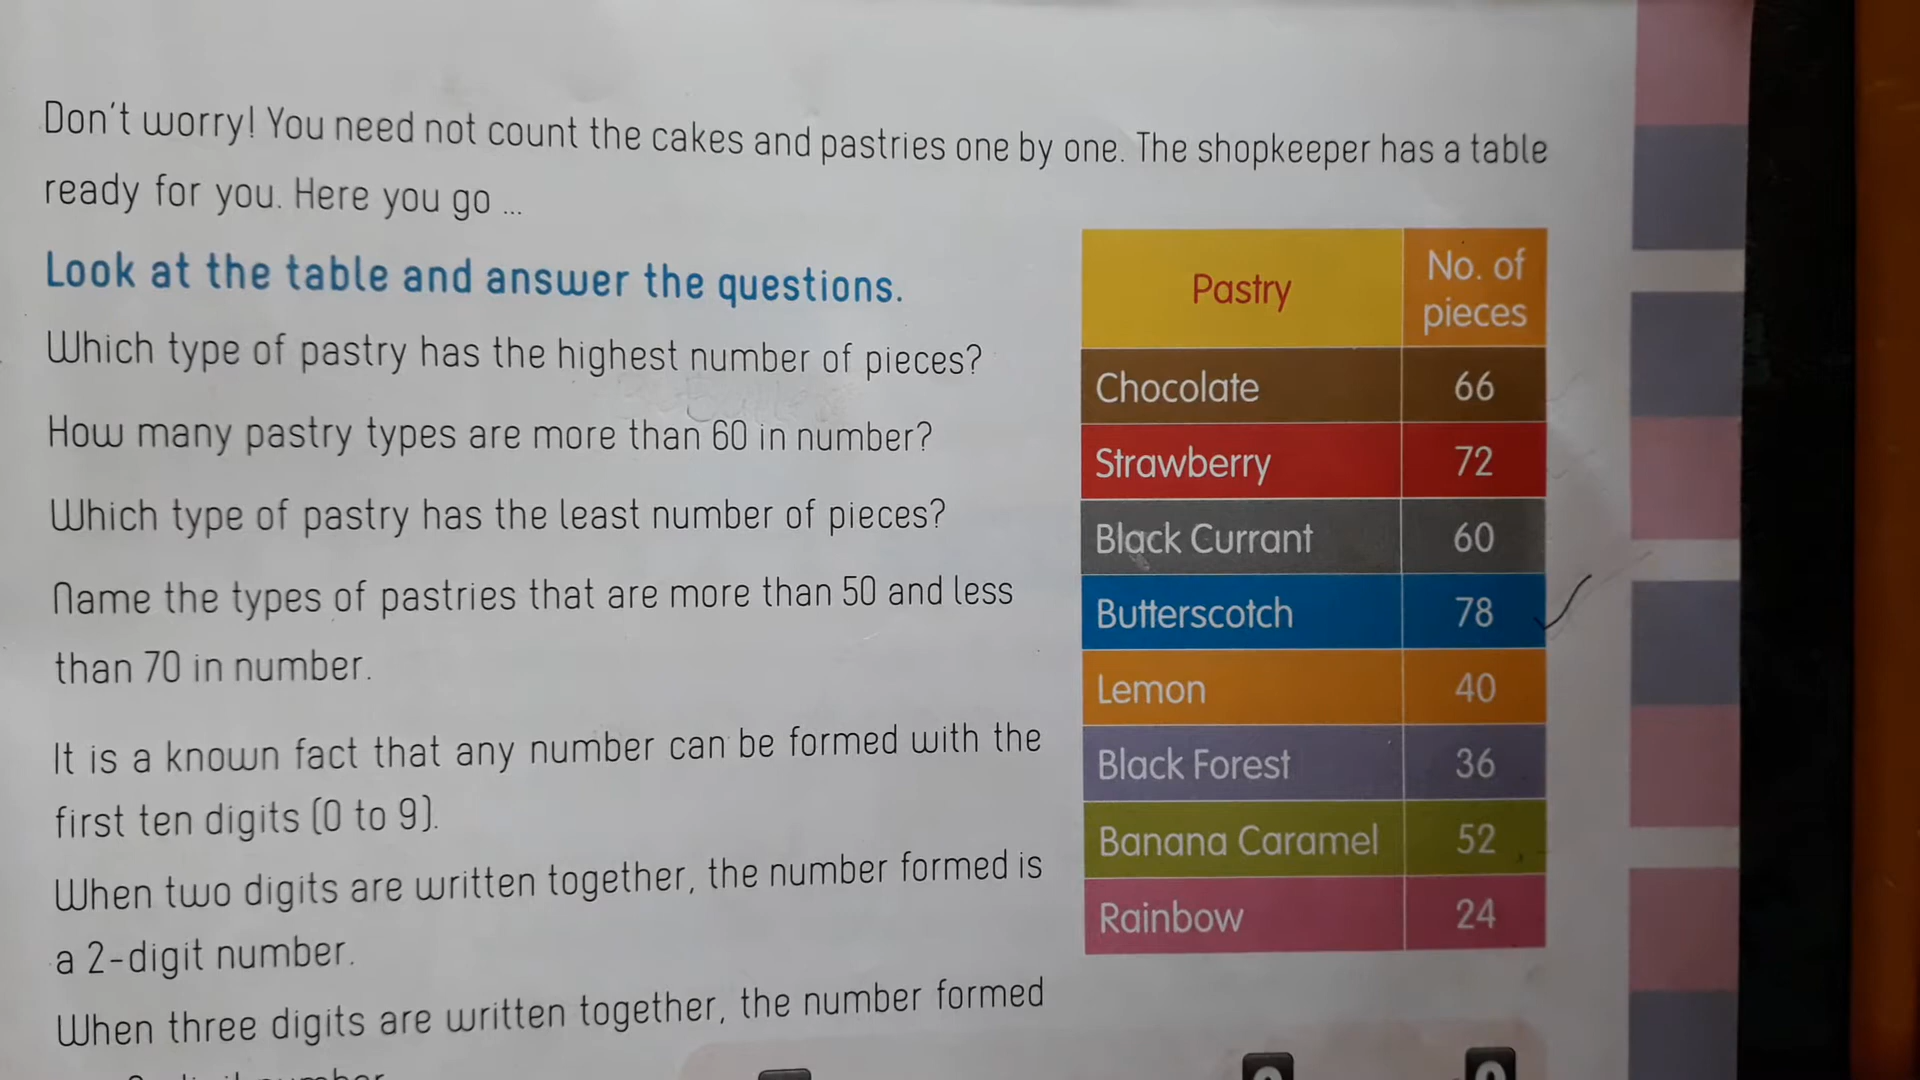 Don't worry! You need not count the cakes and pastries one by one. The shopkeeper has a table
ready for you. Here you go ...
Look at the table and answer the questions.
Which type of pastry has the highest number of pieces?
How many pastry types are more than 60 in number?
Which type of pastry has the least number of pieces?
Name the types of pastries that are more than 50 and less
than 70 in number.
It is a known fact that any number can be formed with the
first ten digits (0 to 9).
When two digits are written together, the number formed is
a 2-digit number.
When three digits are written together, the number formed
Pastry No. of pieces
Chocolate 66
Strawberry 72
Black Currant 60
Butterscotch 78
Lemon 40
Black Forest 36
Banana Caramel 52
Rainbow 24